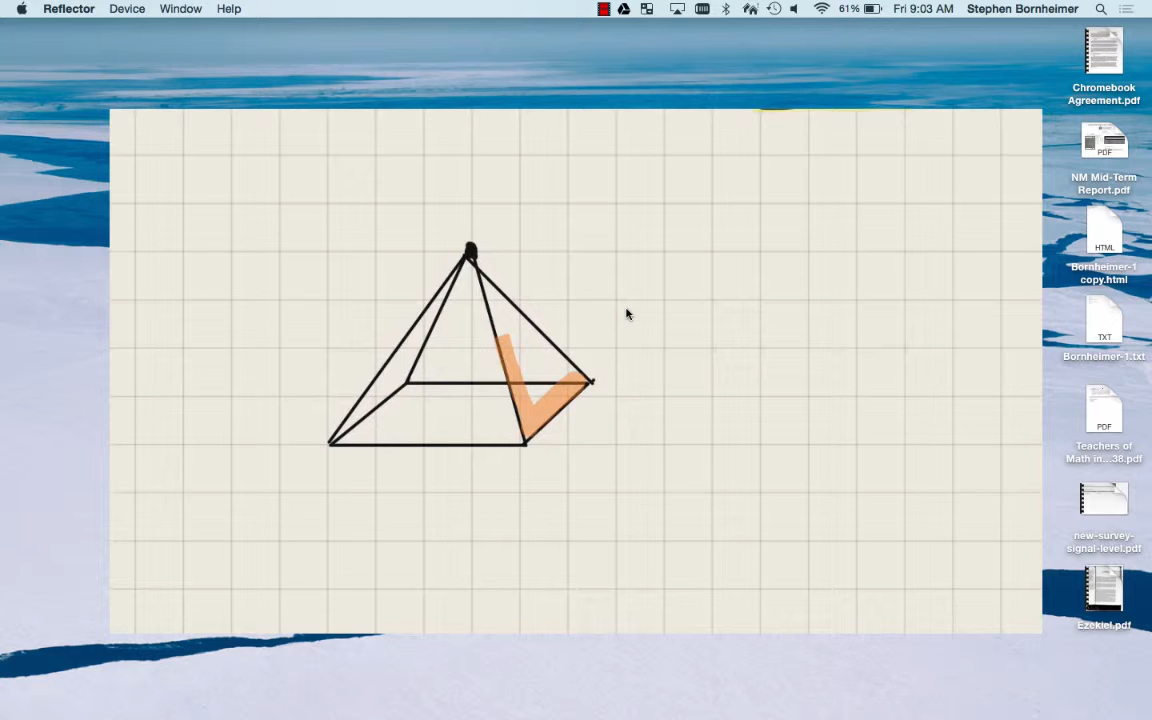 Reflector Device Window Help 61% Fri 9:03 AM Stephen Bornheimer
Chromebook
Agreement.pdf
PDF
NM Mid-Term
Report.pdf
HTML
Bornheimer-1
copy.html
TXT
Bornheimer-1.txt
PDF
Teachers of
Math in...38.pdf
new-survey-
signal-level.pdf
Ezekiel.pdf